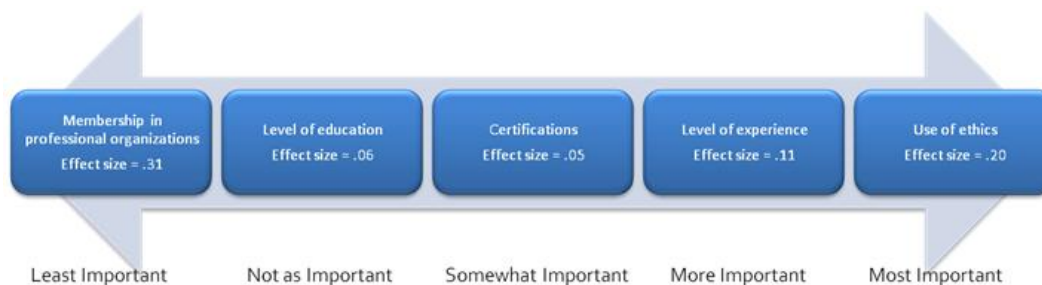 Membership in
professional organizations
Effect size = .31
Level of education
Effect size = .06
Certifications
Effect size = .05
Level of experience
Effect size = .11
Use of ethics
Effect size = .20
Least Important
Not as Important
Somewhat Important
More Important
Most Important